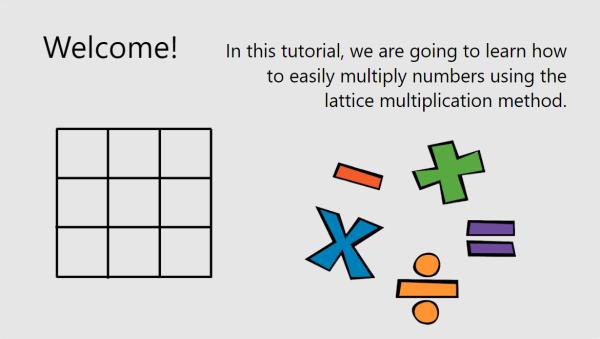 Welcome!
In this tutorial, we are going to learn how
to easily multiply numbers using the
lattice multiplication method.